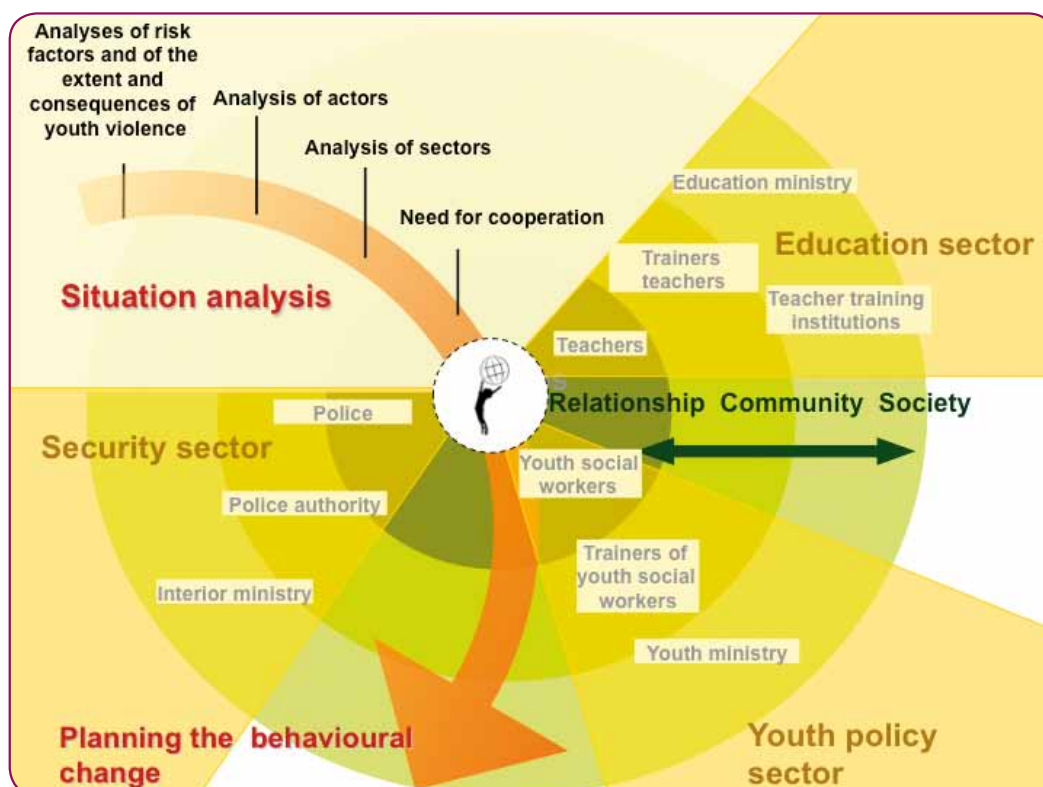 Analyses of risk
factors and of the
extent and
consequences of
youth violence
Analysis of actors
Analysis of sectors
Need for cooperation
Situation analysis
Education ministry
Education sector
Trainers
teachers
Teacher training
institutions
Teachers
Relationship Community Society
Police
Security sector
Police authority
Interior ministry
Youth social
workers
Trainers of
youth social
workers
Youth ministry
Youth policy
sector
Planning the behavioural
change